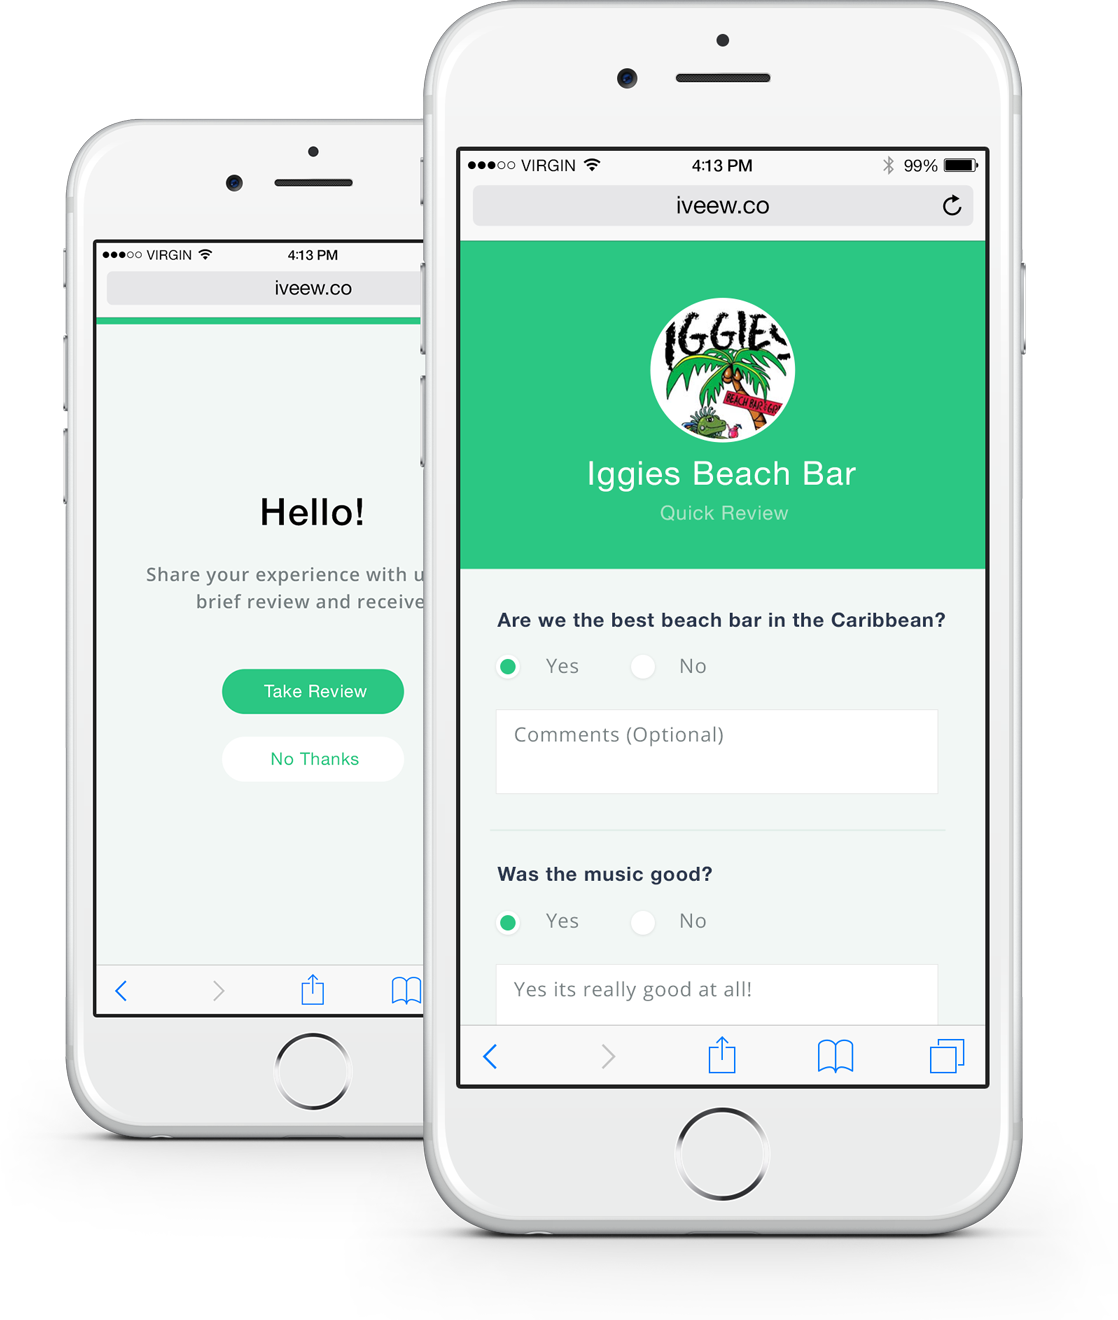 VIRGIN 4:13 PM
iveew.co
Hello!
Share your experience with u
brief review and receive
Take Review
No Thanks
VIRGIN 4:13 PM 99%
iveew.co
IGGIES
BEACH BAR &
Iggies Beach Bar
Quick Review
Are we the best beach bar in the Caribbean?
Yes No
Comments (Optional)
Was the music good?
Yes No
Yes its really good at all!